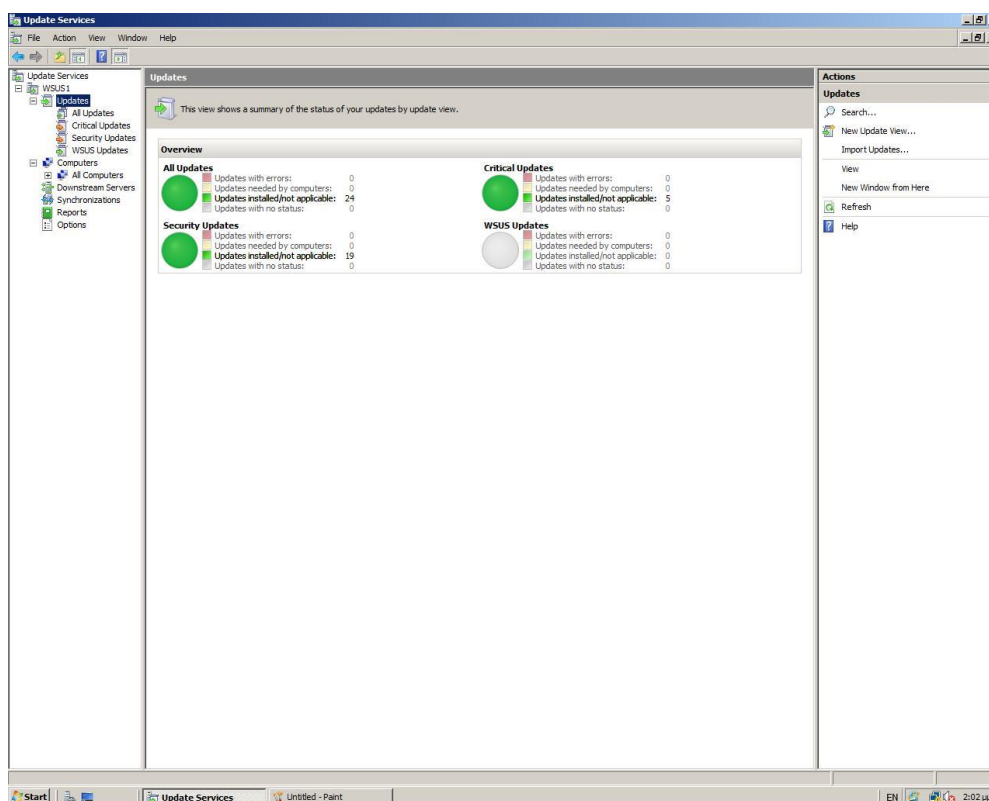 Update Services
File Action View Window Help
Update Services
WSUS1
Updates
All Updates
Critical Updates
Security Updates
WSUS Updates
Computers
All Computers
Downstream Servers
Synchronizations
Reports
Options
Updates
This view shows a summary of the status of your updates by update view.
Overview
All Updates
Updates with errors: 0
Updates needed by computers: 0
Updates installed/not applicable: 24
Updates with no status: 0
Critical Updates
Updates with errors: 0
Updates needed by computers: 0
Updates installed/not applicable: 5
Updates with no status: 0
Security Updates
Updates with errors: 0
Updates needed by computers: 0
Updates installed/not applicable: 19
Updates with no status: 0
WSUS Updates
Updates with errors: 0
Updates needed by computers: 0
Updates installed/not applicable: 0
Updates with no status: 0
Actions
Updates
Search...
New Update View...
Import Updates...
View
New Window from Here
Refresh
Help
Start Update Services Untitled - Paint EN 2:02